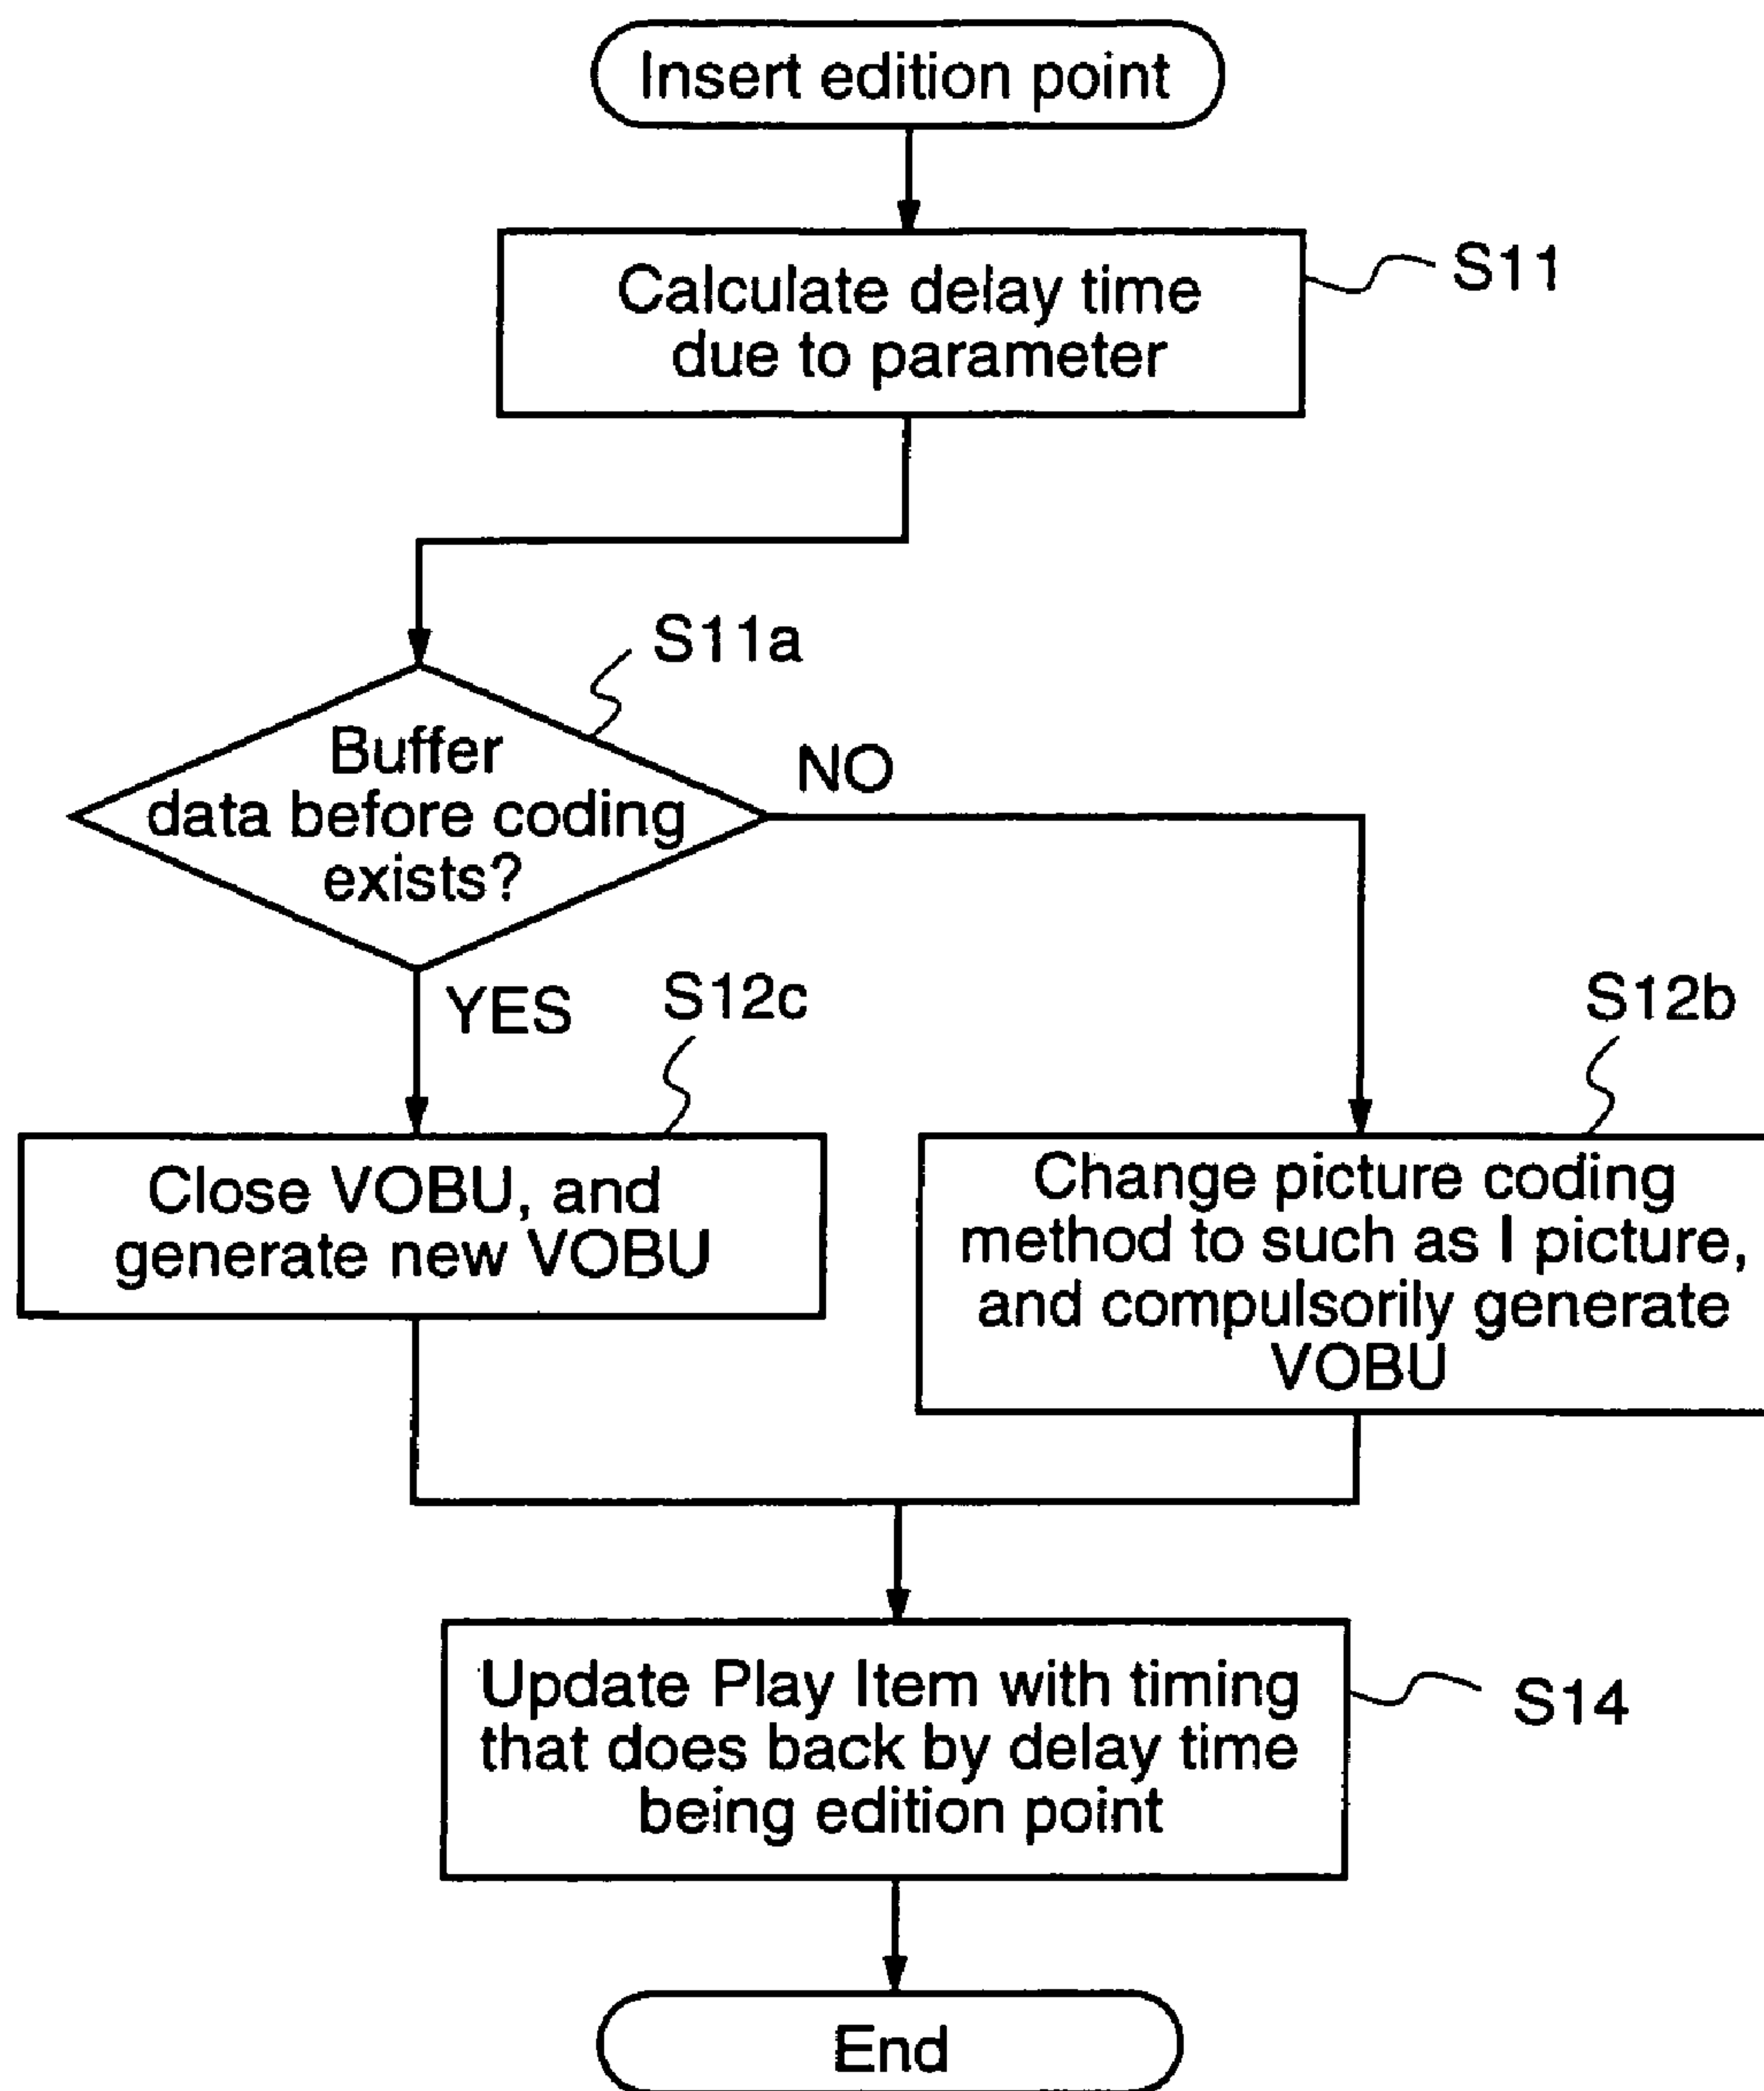 Insert edition point
Calculate delay time
due to parameter
S11
S11a
Buffer
data before coding
exists?
NO
YES
S12c
S12b
Close VOBU, and
generate new VOBU
Change picture coding
method to such as I picture,
and compulsorily generate
VOBU
Update Play Item with timing
that does back by delay time
being edition point
S14
End